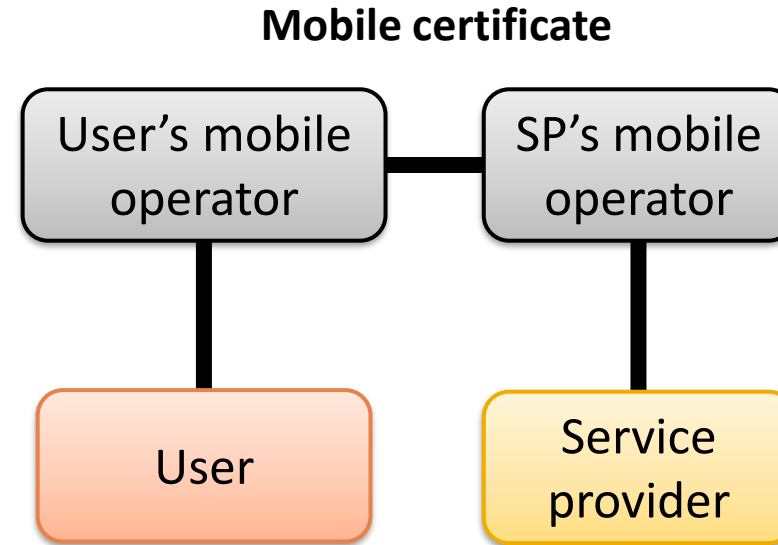 Mobile certificate
User’s mobile
operator
SP’s mobile
operator
User
Service
provider